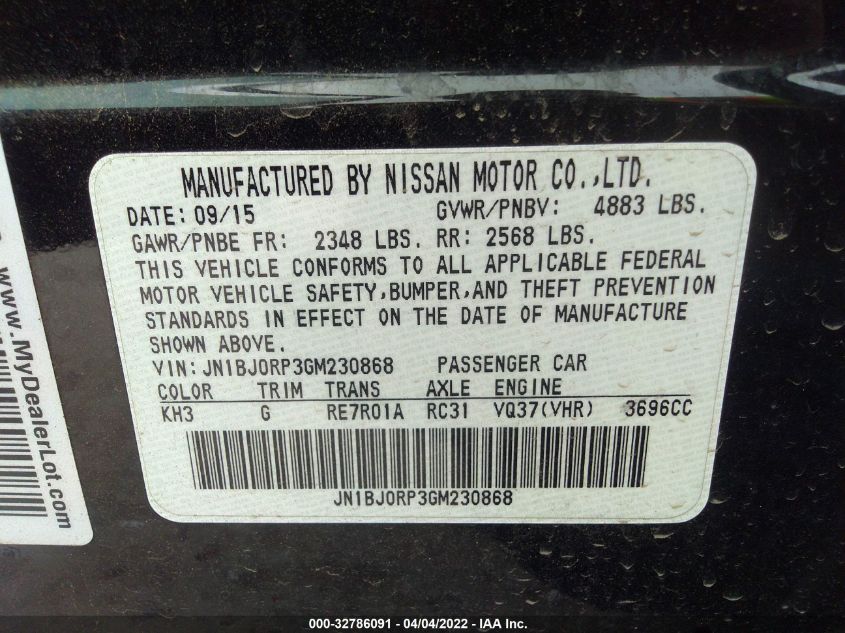 MANUFACTURED BY NISSAN MOTOR CO.,LTD.
DATE: 09/15 GVWR/PNBV: 4883 LBS.
GAWR/PNBE FR: 2348 LBS. RR: 2568 LBS.
THIS VEHICLE CONFORMS TO ALL APPLICABLE FEDERAL
MOTOR VEHICLE SAFETY,BUMPER,AND THEFT PREVENTION
STANDARDS IN EFFECT ON THE DATE OF MANUFACTURE
SHOWN ABOVE.
VIN: JN1BJ0RP3GM230868 PASSENGER CAR
COLOR TRIM TRANS AXLE ENGINE
KH3 G RE7R01A RC31 VQ37(VHR) 3696CC
JN1BJ0RP3GM230868
www.MyDealerLot.com
000-32786091 - 04/04/2022 - IAA Inc.